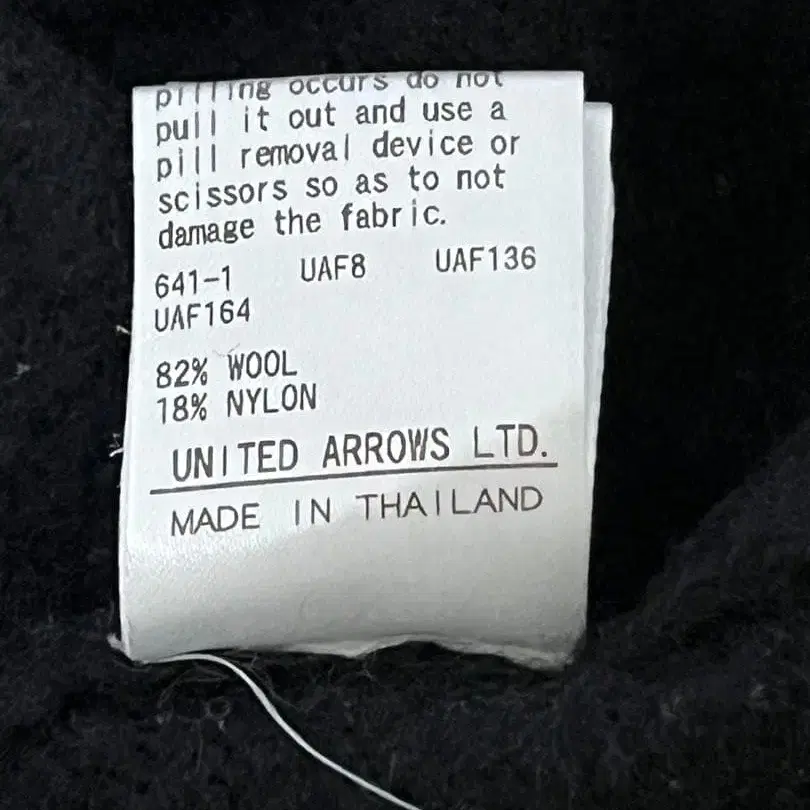 pilling occurs do not
pull it out and use a
pill removal device or
scissors so as to not
damage the fabric.
641-1 UAF8 UAF136
UAF164
82% WOOL
18% NYLON
UNITED ARROWS LTD.
MADE IN THAILAND